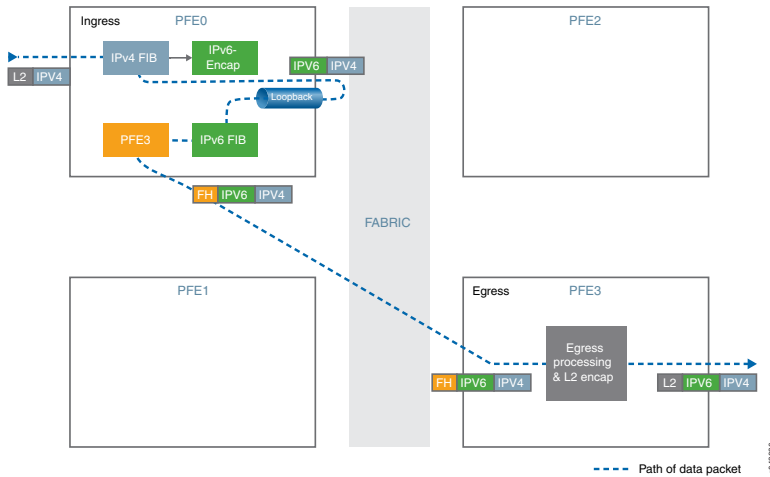 Ingress PFE0
PFE2
IPv4 FIB
IPv6-
Encap
L2 IPV4
IPV6 IPV4
Loopback
PFE3
IPv6 FIB
FH IPV6 IPV4
FABRIC
PFE1
Egress PFE3
Egress
processing
& L2 encap
FH IPV6 IPV4
L2 IPV6 IPV4
Path of data packet